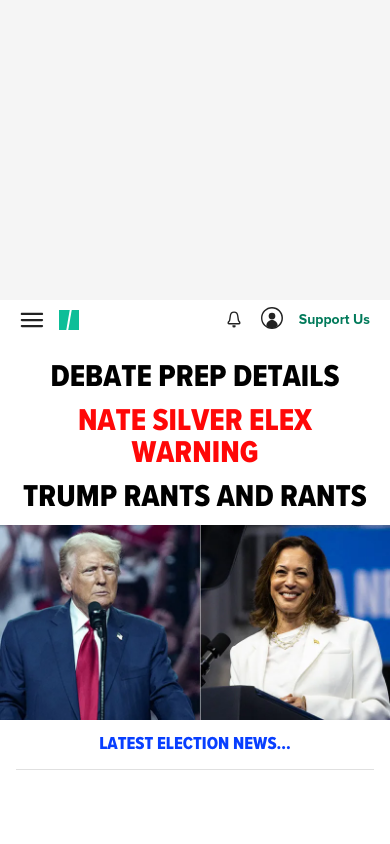 Support Us
DEBATE PREP DETAILS
NATE SILVER ELEX
WARNING
TRUMP RANTS AND RANTS
LATEST ELECTION NEWS...